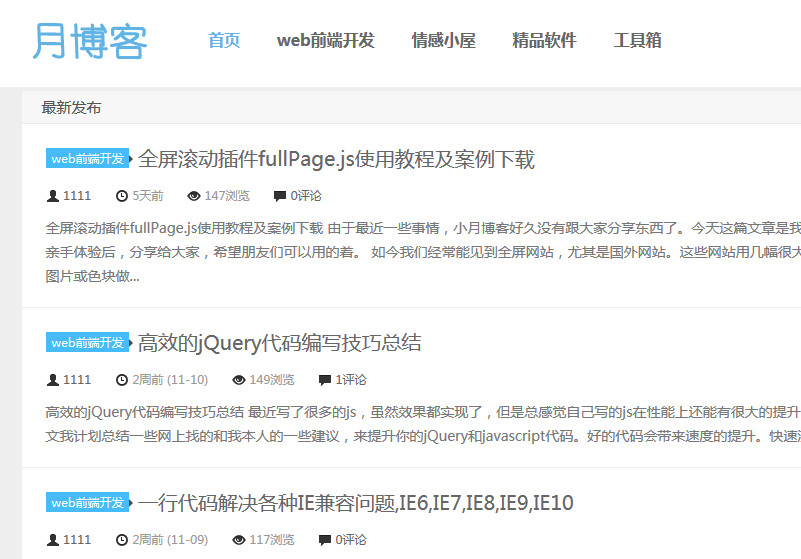 月博客
首页 web前端开发 情感小屋 精品软件 工具箱
最新发布
web前端开发 全屏滚动插件fullPage.js使用教程及案例下载
1111 5天前 147浏览 0评论
全屏滚动插件fullPage.js使用教程及案例下载 由于最近一些事情，小月博客好久没有跟大家分享东西了。今天这篇文章是我
亲手体验后，分享给大家，希望朋友们可以用的着。 如今我们经常能见到全屏网站，尤其是国外网站。这些网站用几幅很大
图片或色块做...
web前端开发 高效的jQuery代码编写技巧总结
1111 2周前 (11-10) 149浏览 1评论
高效的jQuery代码编写技巧总结 最近写了很多的js，虽然效果都实现了，但是总感觉自己写的js在性能上还能有很大的提升
文我计划总结一些网上找的和我本人的一些建议，来提升你的jQuery和javascript代码。好的代码会带来速度的提升。快速
web前端开发 一行代码解决各种IE兼容问题,IE6,IE7,IE8,IE9,IE10
1111 2周前 (11-09) 117浏览 0评论